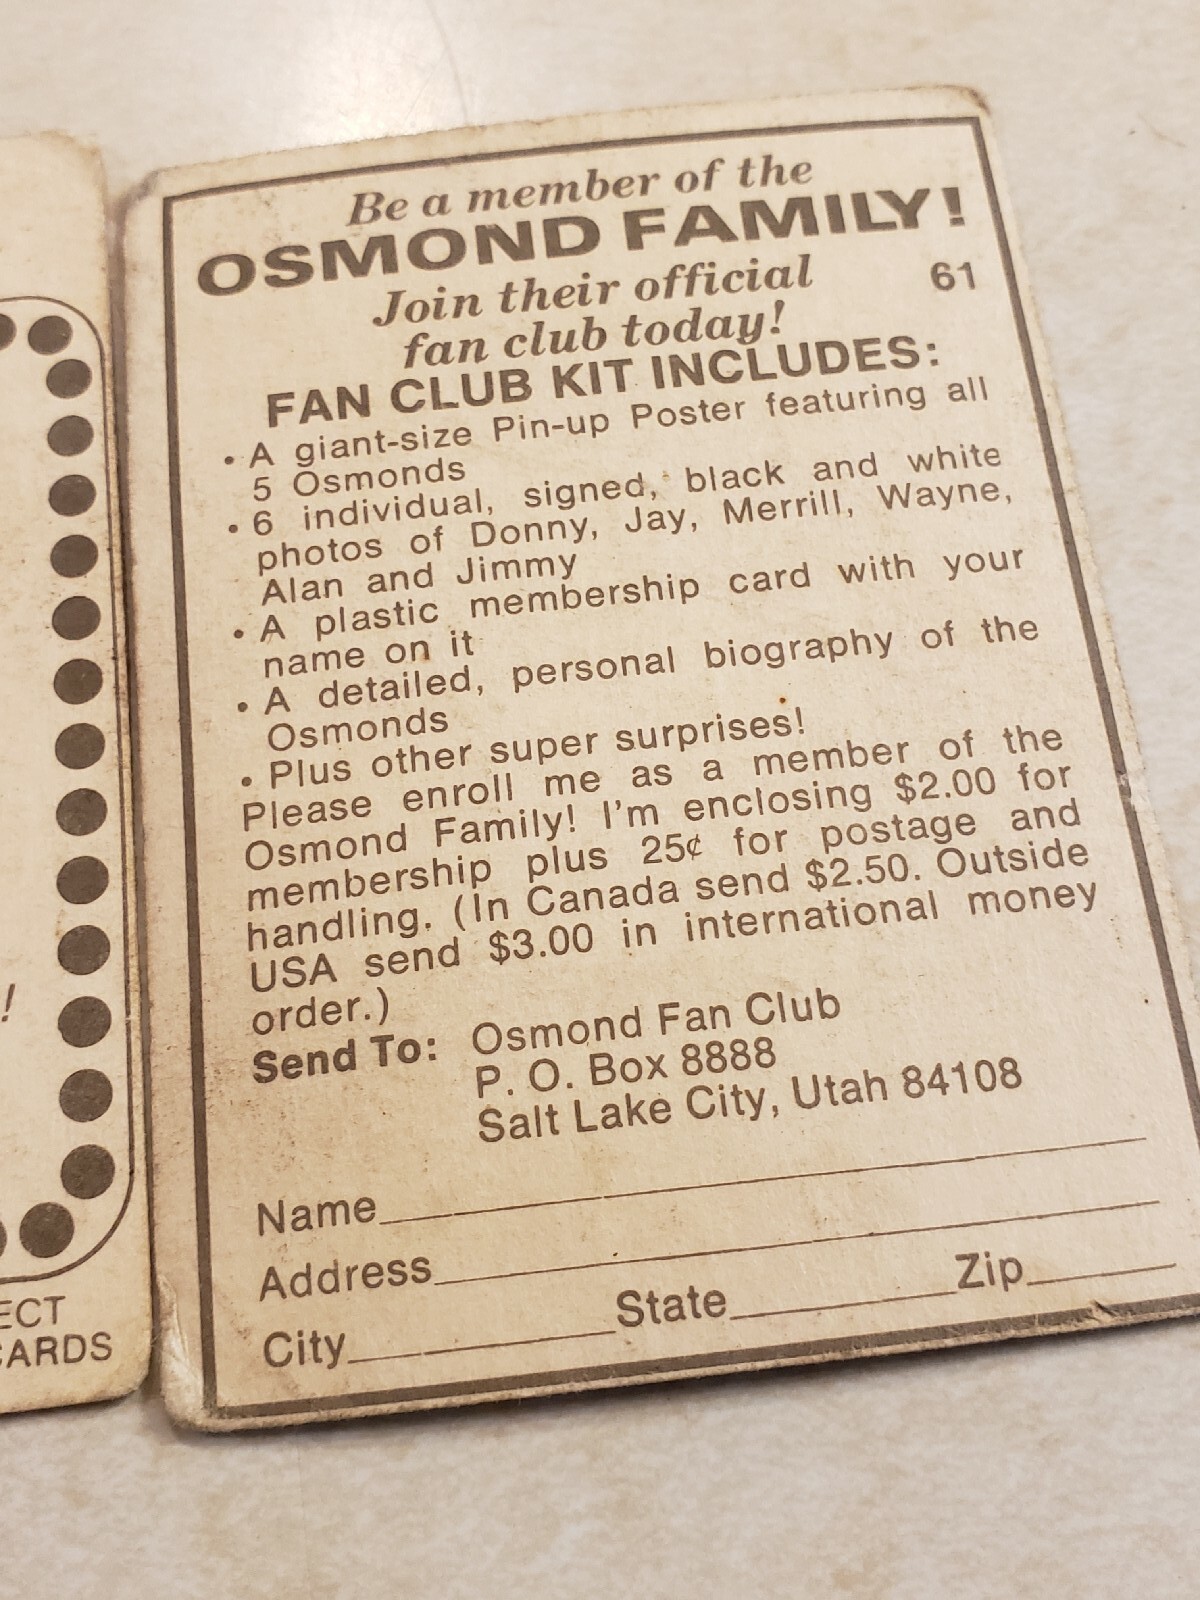 Be a member of the
OSMOND FAMILY!
Join their official
61
fan club today!
FAN CLUB KIT INCLUDES:
• A giant-size Pin-up Poster featuring all
5 Osmonds
• 6 individual, signed, black and white
photos of Donny, Jay, Merrill, Wayne,
Alan and Jimmy
• A plastic membership card with your
name on it
• A detailed, personal biography of the
Osmonds
• Plus other super surprises!
Please enroll me as a member of the
Osmond Family! I'm enclosing $2.00 for
membership plus 25¢ for postage and
handling. (In Canada send $2.50. Outside
USA send $3.00 in international money
order.)
Send To: Osmond Fan Club
P. O. Box 8888
Salt Lake City, Utah 84108
Name
Address
City State Zip
!
ECT
CARDS